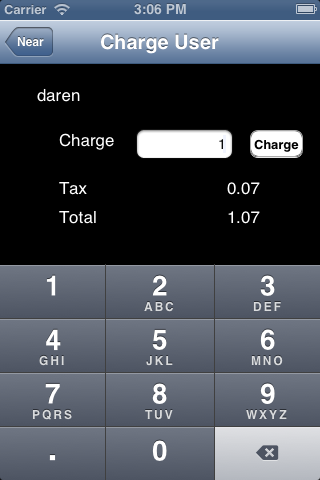 Carrier 3:06 PM
Near Charge User
daren
Charge 1 Charge
Tax 0.07
Total 1.07
1 2 3
ABC DEF
4 5 6
GHI JKL MNO
7 8 9
PQRS TUV WXYZ
. 0